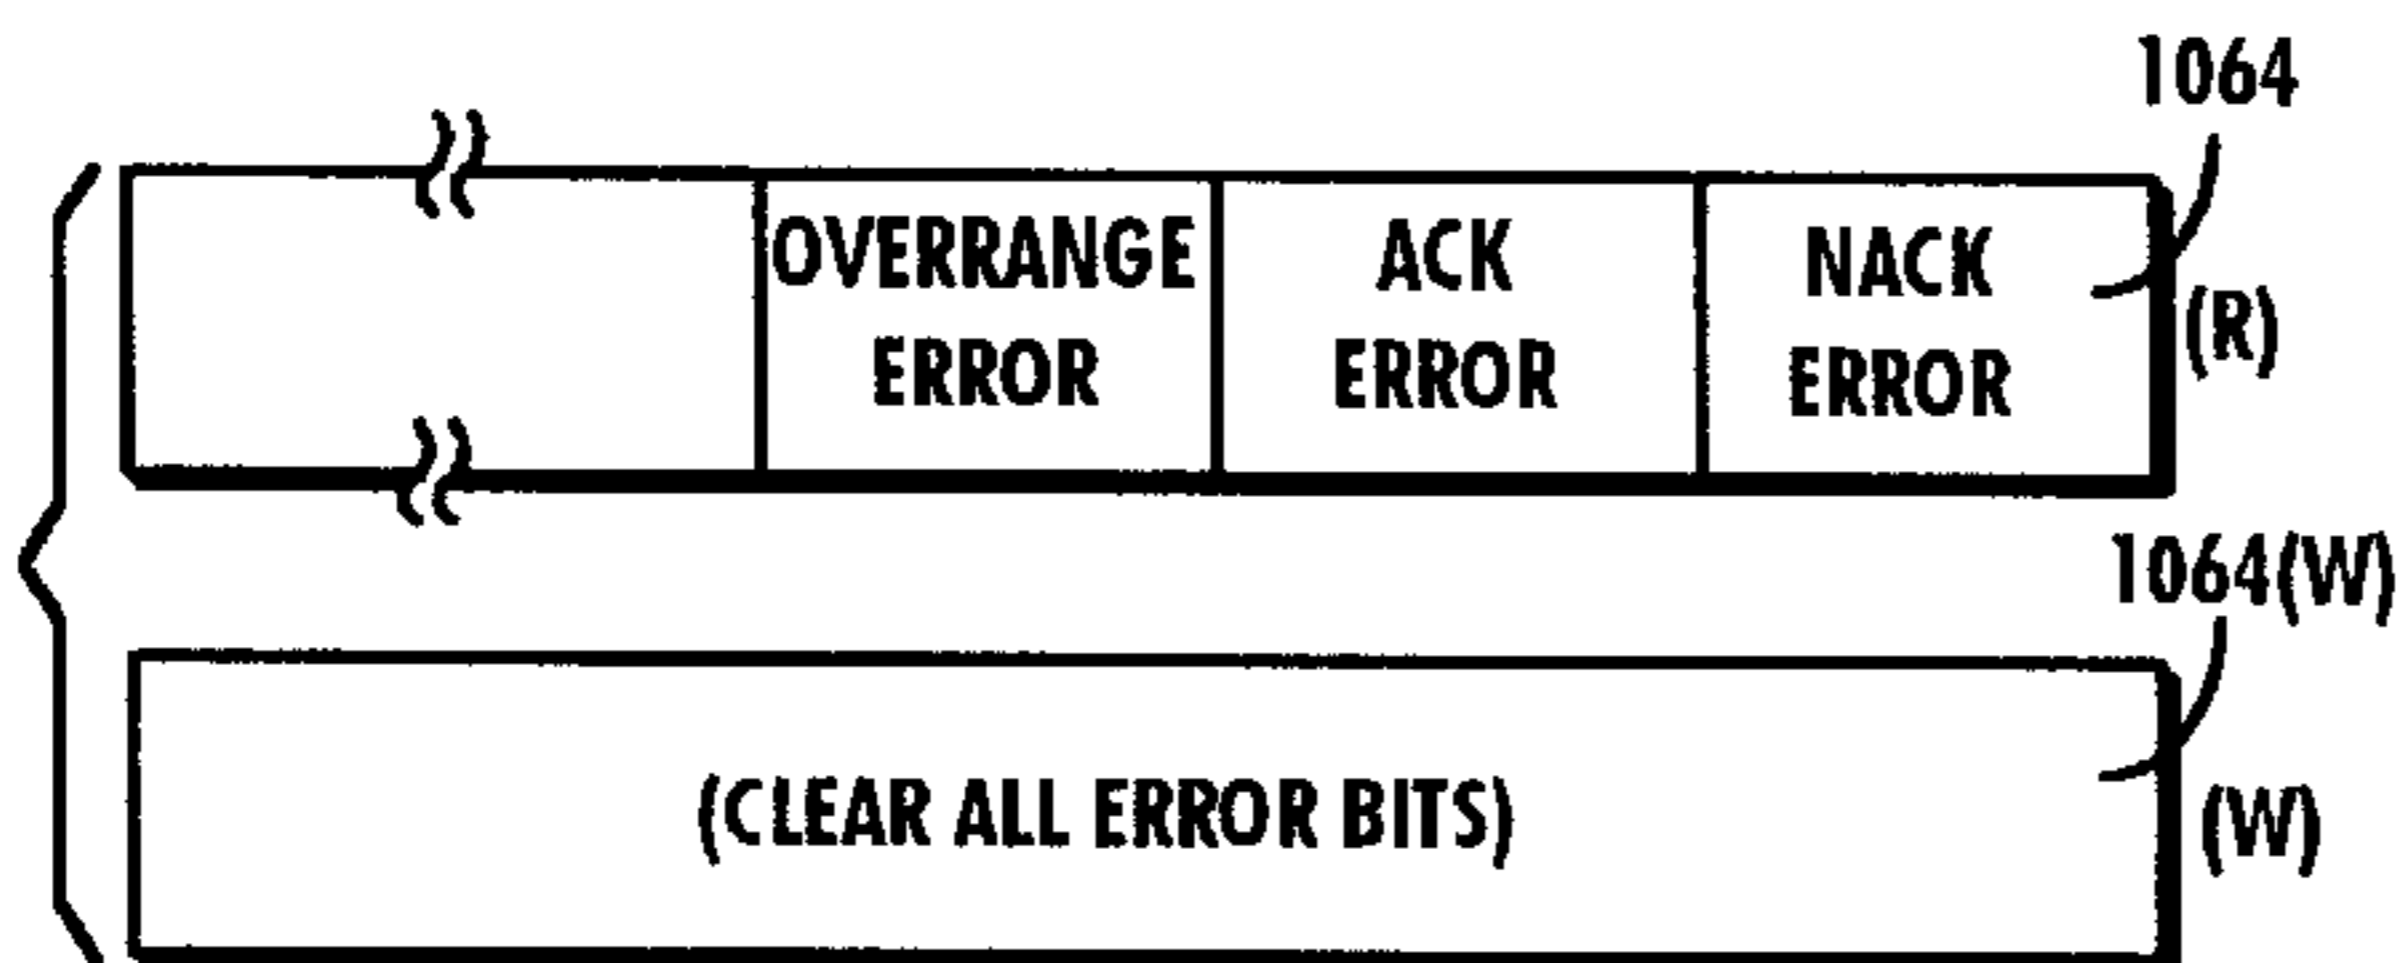 1064
OVERRANGE ERROR
ACK ERROR
NACK ERROR
(R)
1064(W)
(CLEAR ALL ERROR BITS)
(W)